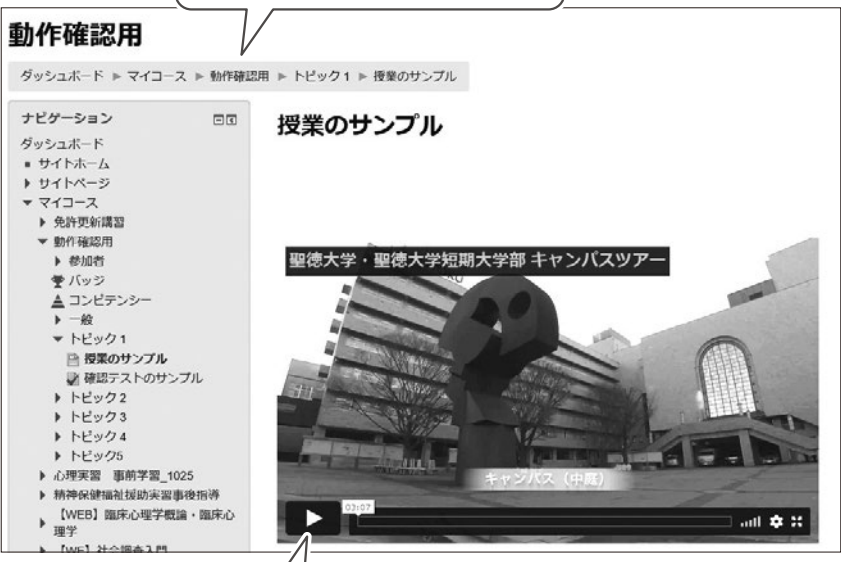 動作確認用
ダッシュボード ▶ マイコース ▶ 動作確認用 ▶ トピック1 ▶ 授業のサンプル
ナビゲーション
ダッシュボード
サイトホーム
サイトページ
マイコース
免許更新講習
動作確認用
参加者
バッジ
コンピテンシー
一般
トピック1
授業のサンプル
確認テストのサンプル
トピック2
トピック3
トピック4
トピック5
心理実習 事前学習_1025
精神保健福祉援助実習事後指導
【WEB】臨床心理学概論・臨床心
理学
【WE】社会調査入門
授業のサンプル
聖徳大学・聖徳大学短期大学部 キャンパスツアー
キャンパス（中庭）
03:07